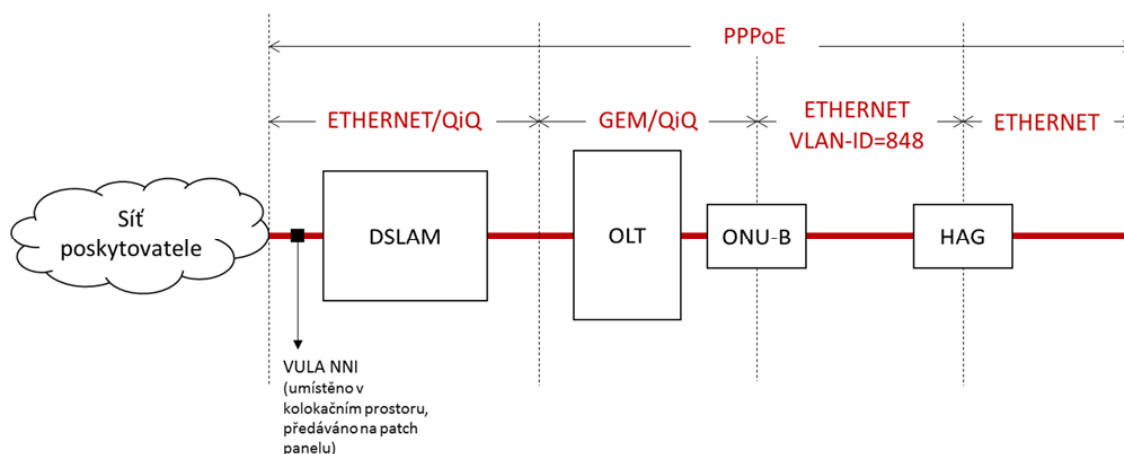 PPPoE
ETHERNET/QiQ
GEM/QiQ
ETHERNET
VLAN-ID=848
ETHERNET
Síť
poskytovatele
DSLAM
OLT
ONU-B
HAG
VULA NNI
(umístěno v
kolokačním prostoru,
předáváno na patch
panelu)